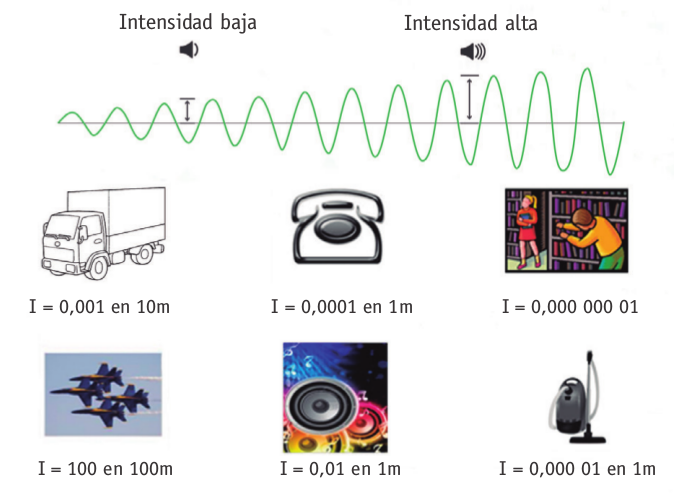 Intensidad baja
Intensidad alta
I = 0,001 en 10m
I = 0,0001 en 1m
I = 0,000 000 01
I = 100 en 100m
I = 0,01 en 1m
I = 0,000 01 en 1m